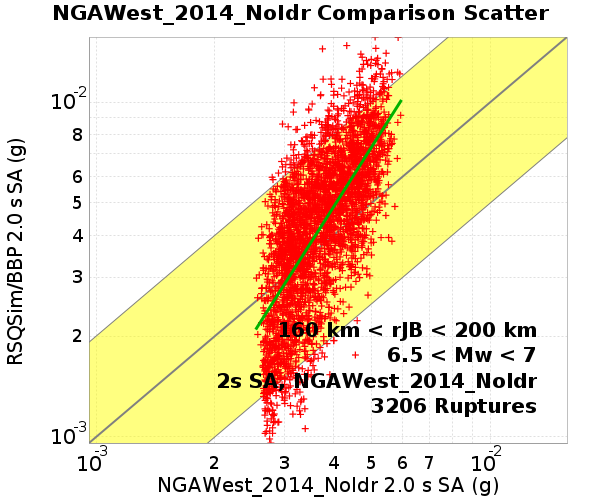 NGAWest_2014_NoIdr Comparison Scatter
RSQSim/BBP 2.0 s SA (g)
10-2
8
6
5
4
3
2
10-3
160 km < rJB < 200 km
6.5 < Mw < 7
2s SA, NGAWest_2014_NoIdr
3206 Ruptures
10-3 2 3 4 5 6 7 10-2
NGAWest_2014_NoIdr 2.0 s SA (g)